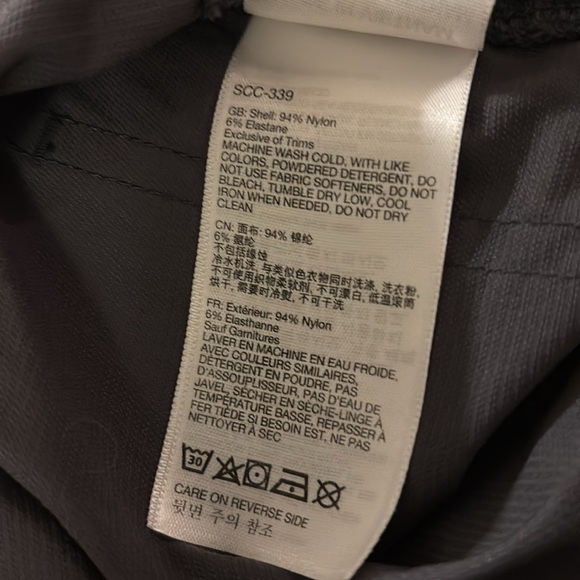 SCC-339
GB: Shell: 94% Nylon
6% Elastane
Exclusive of Trims
MACHINE WASH COLD, WITH LIKE
COLORS, POWDERED DETERGENT, DO
NOT USE FABRIC SOFTENERS, DO NOT
BLEACH, TUMBLE DRY LOW, COOL
IRON WHEN NEEDED, DO NOT DRY
CLEAN
CN: 面布: 94% 锦纶
6% 氨纶
不包括缘蚀
冷水机洗, 与类似色衣物同时洗涤, 洗衣粉,
不可使用织物柔软剂, 不可漂白, 低温滚筒
烘干, 需要时冷熨, 不可干洗
FR: Extérieur: 94% Nylon
6% Elasthanne
Sauf Garnitures
LAVER EN MACHINE EN EAU FROIDE,
AVEC COULEURS SIMILAIRES,
DÉTERGENT EN POUDRE, PAS
D'ASSOUPLISSEUR, PAS D'EAU DE
JAVEL, SÉCHER EN SÈCHE-LINGE À
TEMPÉRATURE BASSE, REPASSER À
FER TIÈDE SI BESOIN EST, NE PAS
NETTOYER À SEC
30
CARE ON REVERSE SIDE
뒷면 주의 참조